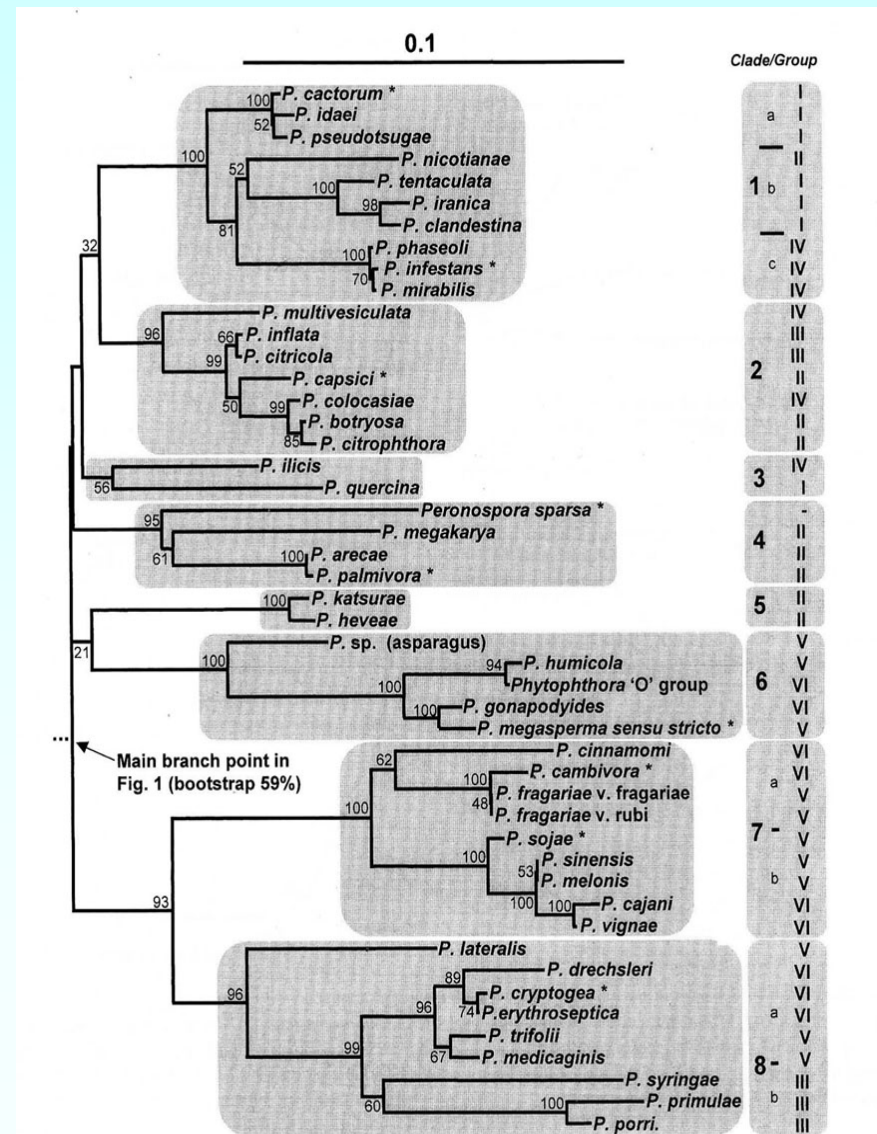 0.1
Clade/Group
100 P. cactorum * I
P. idaei a I
52 P. pseudotsugae I
100 52 P. nicotianae II
100 P. tentaculata 1 b I
98 P. iranica I
81 P. clandestina I
100 P. phaseoli IV
32 P. infestans * c IV
70 P. mirabilis IV
P. multivesiculata IV
96 66 P. inflata III
99 P. citricola III
P. capsici * 2 II
50 99 P. colocasiae IV
P. botryosa II
85 P. citrophthora II
P. ilicis IV
56 P. quercina 3 I
95 Peronospora sparsa * -
P. megakarya 4 II
61 100 P. arecae II
P. palmivora * II
100 P. katsurae 5 II
P. heveae II
21 P. sp. (asparagus) V
100 94 P. humicola V
100 Phytophthora 'O' group 6 VI
100 P. gonapodyides VI
P. megasperma sensu stricto * V
... P. cinnamomi VI
Main branch point in
Fig. 1 (bootstrap 59%)
62 100 P. cambivora * a VI
48 P. fragariae v. fragariae V
100 P. fragariae v. rubi V
P. sojae * 7 - V
100 53 P. sinensis V
P. melonis b V
100 100 P. cajani VI
93 P. vignae VI
P. lateralis V
89 P. drechsleri VI
96 P. cryptogea * VI
96 74 P.erythroseptica a VI
P. trifolii V
99 67 P. medicaginis 8 - V
P. syringae III
60 100 P. primulae b III
P. porri. III